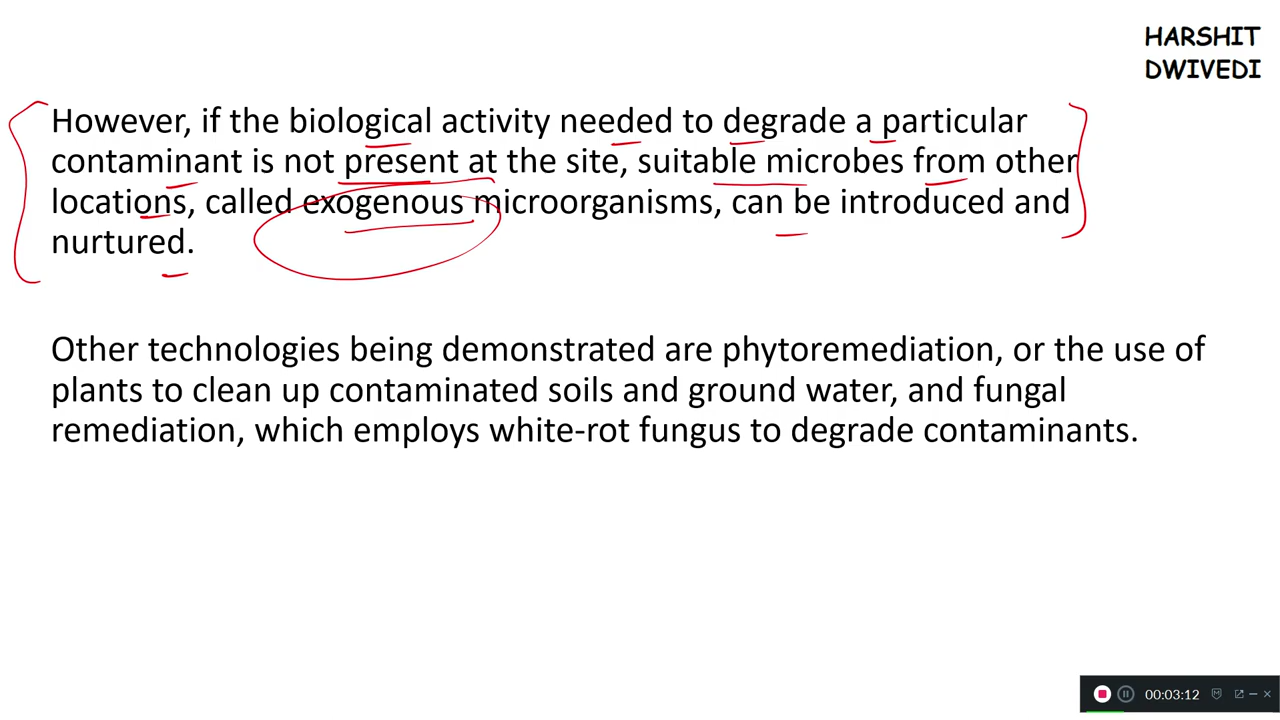 HARSHIT
DWIVEDI
However, if the biological activity needed to degrade a particular
contaminant is not present at the site, suitable microbes from other
locations, called exogenous microorganisms, can be introduced and
nurtured.
Other technologies being demonstrated are phytoremediation, or the use of
plants to clean up contaminated soils and ground water, and fungal
remediation, which employs white-rot fungus to degrade contaminants.
00:03:12